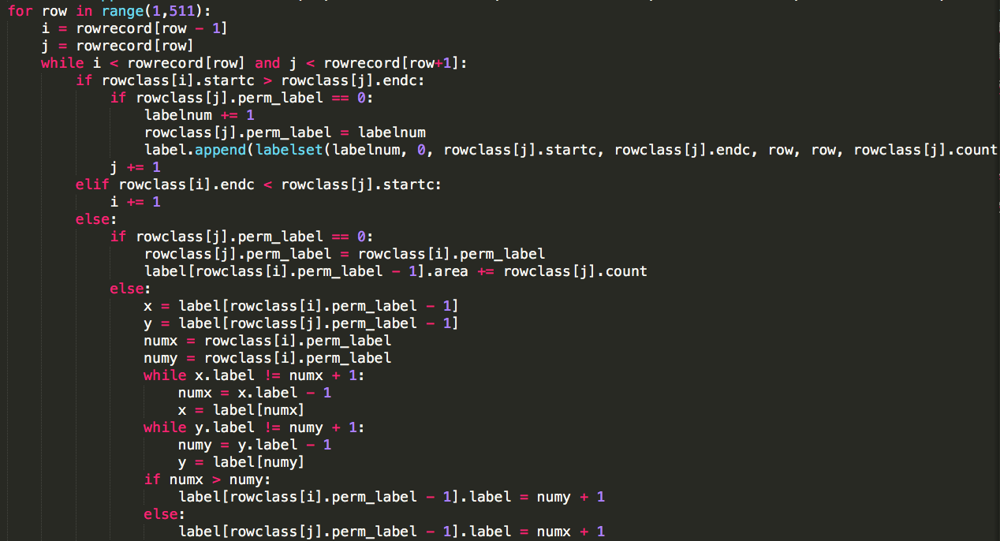 for row in range(1,511):
    i = rowrecord[row - 1]
    j = rowrecord[row]
    while i < rowrecord[row] and j < rowrecord[row+1]:
        if rowclass[i].startc > rowclass[j].endc:
            if rowclass[j].perm_label == 0:
                labelnum += 1
                rowclass[j].perm_label = labelnum
                label.append(labelset(labelnum, 0, rowclass[j].startc, rowclass[j].endc, row, row, rowclass[j].count
            j += 1
        elif rowclass[i].endc < rowclass[j].startc:
            i += 1
        else:
            if rowclass[j].perm_label == 0:
                rowclass[j].perm_label = rowclass[i].perm_label
                label[rowclass[i].perm_label - 1].area += rowclass[j].count
            else:
                x = label[rowclass[i].perm_label - 1]
                y = label[rowclass[j].perm_label - 1]
                numx = rowclass[i].perm_label
                numy = rowclass[i].perm_label
                while x.label != numx + 1:
                    numx = x.label - 1
                    x = label[numx]
                while y.label != numy + 1:
                    numy = y.label - 1
                    y = label[numy]
                if numx > numy:
                    label[rowclass[i].perm_label - 1].label = numy + 1
                else:
                    label[rowclass[j].perm_label - 1].label = numx + 1